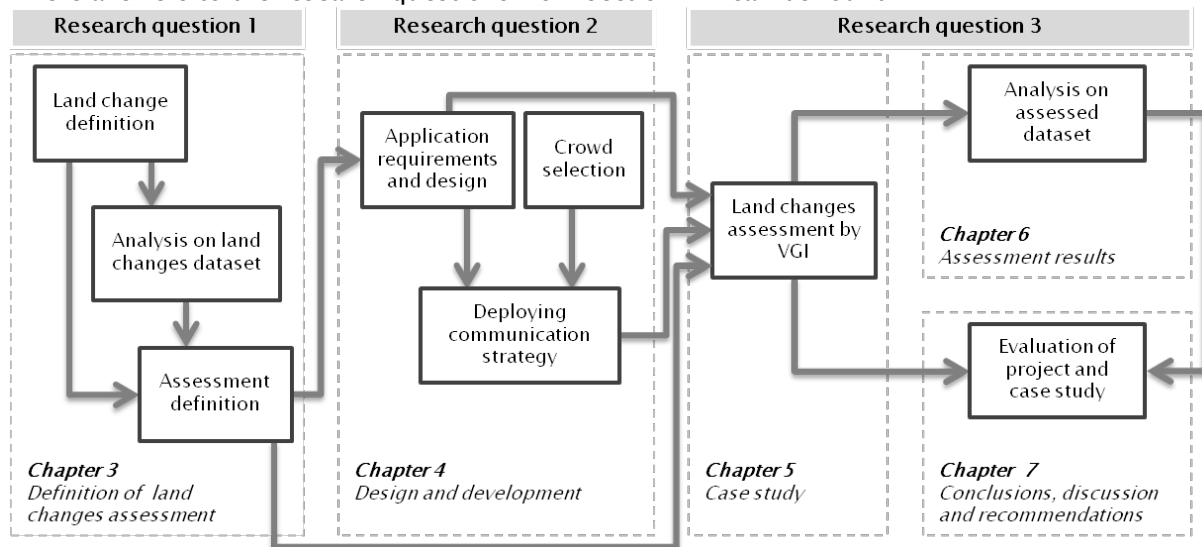 Research question 1
Research question 2
Research question 3
Land change
definition
Analysis on land
changes dataset
Assessment
definition
Chapter 3
Definition of land
changes assessment
Application
requirements
and design
Crowd
selection
Deploying
communication
strategy
Chapter 4
Design and development
Land changes
assessment by
VGI
Chapter 5
Case study
Analysis on
assessed
dataset
Chapter 6
Assessment results
Evaluation of
project and
case study
Chapter 7
Conclusions, discussion
and recommendations